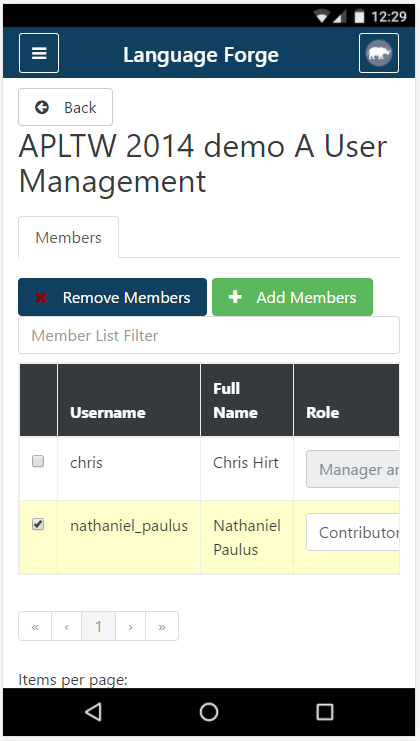 12:29
Language Forge
Back
APLTW 2014 demo A User
Management
Members
Remove Members
Add Members
Member List Filter
Username
Full
Name
Role
chris
Chris Hirt
Manager an
nathaniel_paulus
Nathaniel
Paulus
Contributor
« ‹ 1 › »
Items per page: